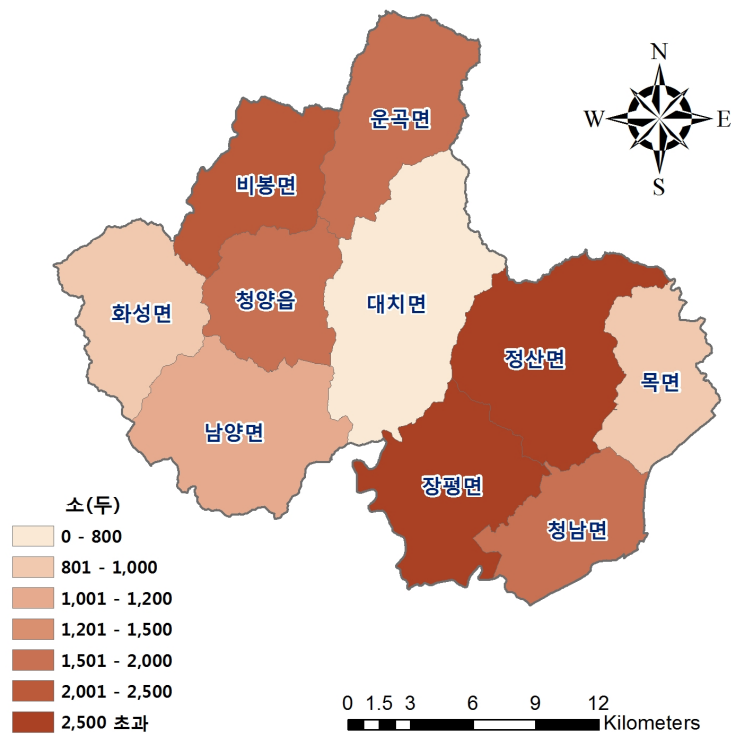 N
W E
S
운곡면
비봉면
청양읍
대치면
화성면
정산면
목면
남양면
장평면
청남면
소(두)
0 - 800
801 - 1,000
1,001 - 1,200
1,201 - 1,500
1,501 - 2,000
2,001 - 2,500
2,500 초과
0 1.5 3 6 9 12
Kilometers